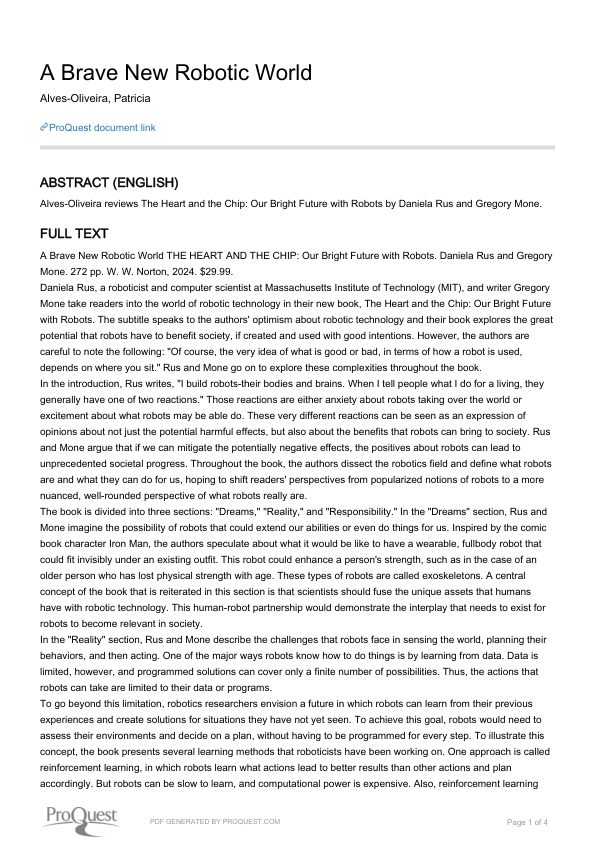 A Brave New Robotic World
Alves-Oliveira, Patricia
ProQuest document link
ABSTRACT (ENGLISH)
Alves-Oliveira reviews The Heart and the Chip: Our Bright Future with Robots by Daniela Rus and Gregory Mone.
FULL TEXT
A Brave New Robotic World THE HEART AND THE CHIP: Our Bright Future with Robots. Daniela Rus and Gregory
Mone. 272 pp. W. W. Norton, 2024. $29.99.
Daniela Rus, a roboticist and computer scientist at Massachusetts Institute of Technology (MIT), and writer Gregory
Mone take readers into the world of robotic technology in their new book, The Heart and the Chip: Our Bright Future
with Robots. The subtitle speaks to the authors' optimism about robotic technology and their book explores the great
potential that robots have to benefit society, if created and used with good intentions. However, the authors are
careful to note the following: "Of course, the very idea of what is good or bad, in terms of how a robot is used,
depends on where you sit." Rus and Mone go on to explore these complexities throughout the book.
In the introduction, Rus writes, "I build robots-their bodies and brains. When I tell people what I do for a living, they
generally have one of two reactions." Those reactions are either anxiety about robots taking over the world or
excitement about what robots may be able do. These very different reactions can be seen as an expression of
opinions about not just the potential harmful effects, but also about the benefits that robots can bring to society. Rus
and Mone argue that if we can mitigate the potentially negative effects, the positives about robots can lead to
unprecedented societal progress. Throughout the book, the authors dissect the robotics field and define what robots
are and what they can do for us, hoping to shift readers' perspectives from popularized notions of robots to a more
nuanced, well-rounded perspective of what robots really are.
The book is divided into three sections: "Dreams," "Reality," and "Responsibility." In the "Dreams" section, Rus and
Mone imagine the possibility of robots that could extend our abilities or even do things for us. Inspired by the comic
book character Iron Man, the authors speculate about what it would be like to have a wearable, fullbody robot that
could fit invisibly under an existing outfit. This robot could enhance a person's strength, such as in the case of an
older person who has lost physical strength with age. These types of robots are called exoskeletons. A central
concept of the book that is reiterated in this section is that scientists should fuse the unique assets that humans
have with robotic technology. This human-robot partnership would demonstrate the interplay that needs to exist for
robots to become relevant in society.
In the "Reality" section, Rus and Mone describe the challenges that robots face in sensing the world, planning their
behaviors, and then acting. One of the major ways robots know how to do things is by learning from data. Data is
limited, however, and programmed solutions can cover only a finite number of possibilities. Thus, the actions that
robots can take are limited to their data or programs.
To go beyond this limitation, robotics researchers envision a future in which robots can learn from their previous
experiences and create solutions for situations they have not yet seen. To achieve this goal, robots would need to
assess their environments and decide on a plan, without having to be programmed for every step. To illustrate this
concept, the book presents several learning methods that roboticists have been working on. One approach is called
reinforcement learning, in which robots learn what actions lead to better results than other actions and plan
accordingly. But robots can be slow to learn, and computational power is expensive. Also, reinforcement learning
ProQuest
PDF GENERATED BY PROQUEST.COM
Page 1 of 4